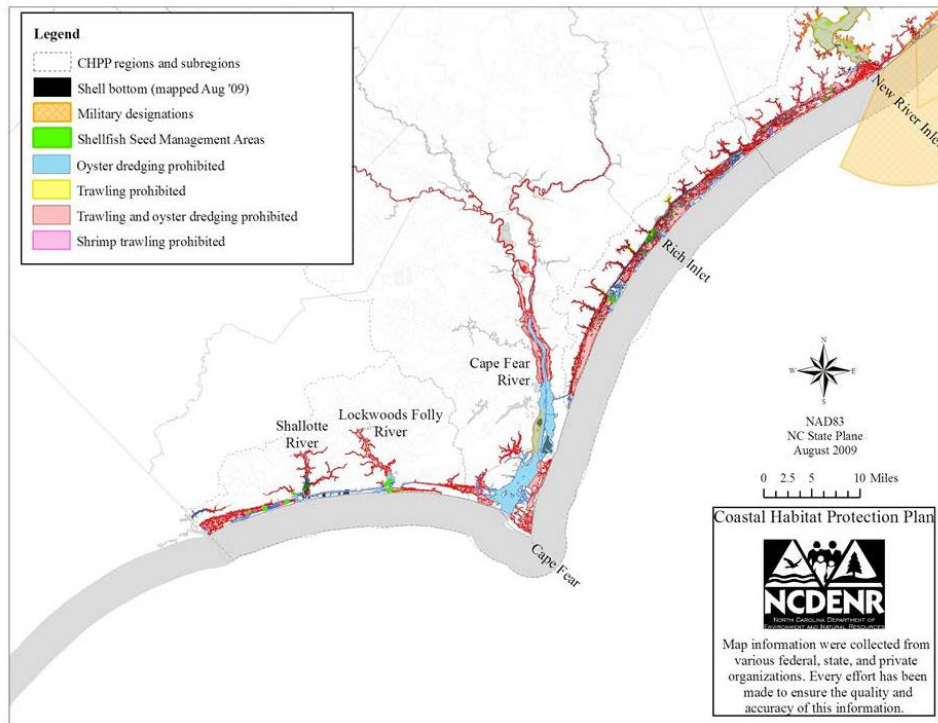 Legend
CHPP regions and subregions
Shell bottom (mapped Aug '09)
Military designations
Shellfish Seed Management Areas
Oyster dredging prohibited
Trawling prohibited
Trawling and oyster dredging prohibited
Shrimp trawling prohibited
New River Inlet
Rich Inlet
Cape Fear
River
Shallotte
River
Lockwoods Folly
River
Cape Fear
N
W E
S
NAD83
NC State Plane
August 2009
0 2.5 5 10 Miles
Coastal Habitat Protection Plan
NCDENR
NORTH CAROLINA DEPARTMENT OF
ENVIRONMENT AND NATURAL RESOURCES
Map information were collected from
various federal, state, and private
organizations. Every effort has been
made to ensure the quality and
accuracy of this information.